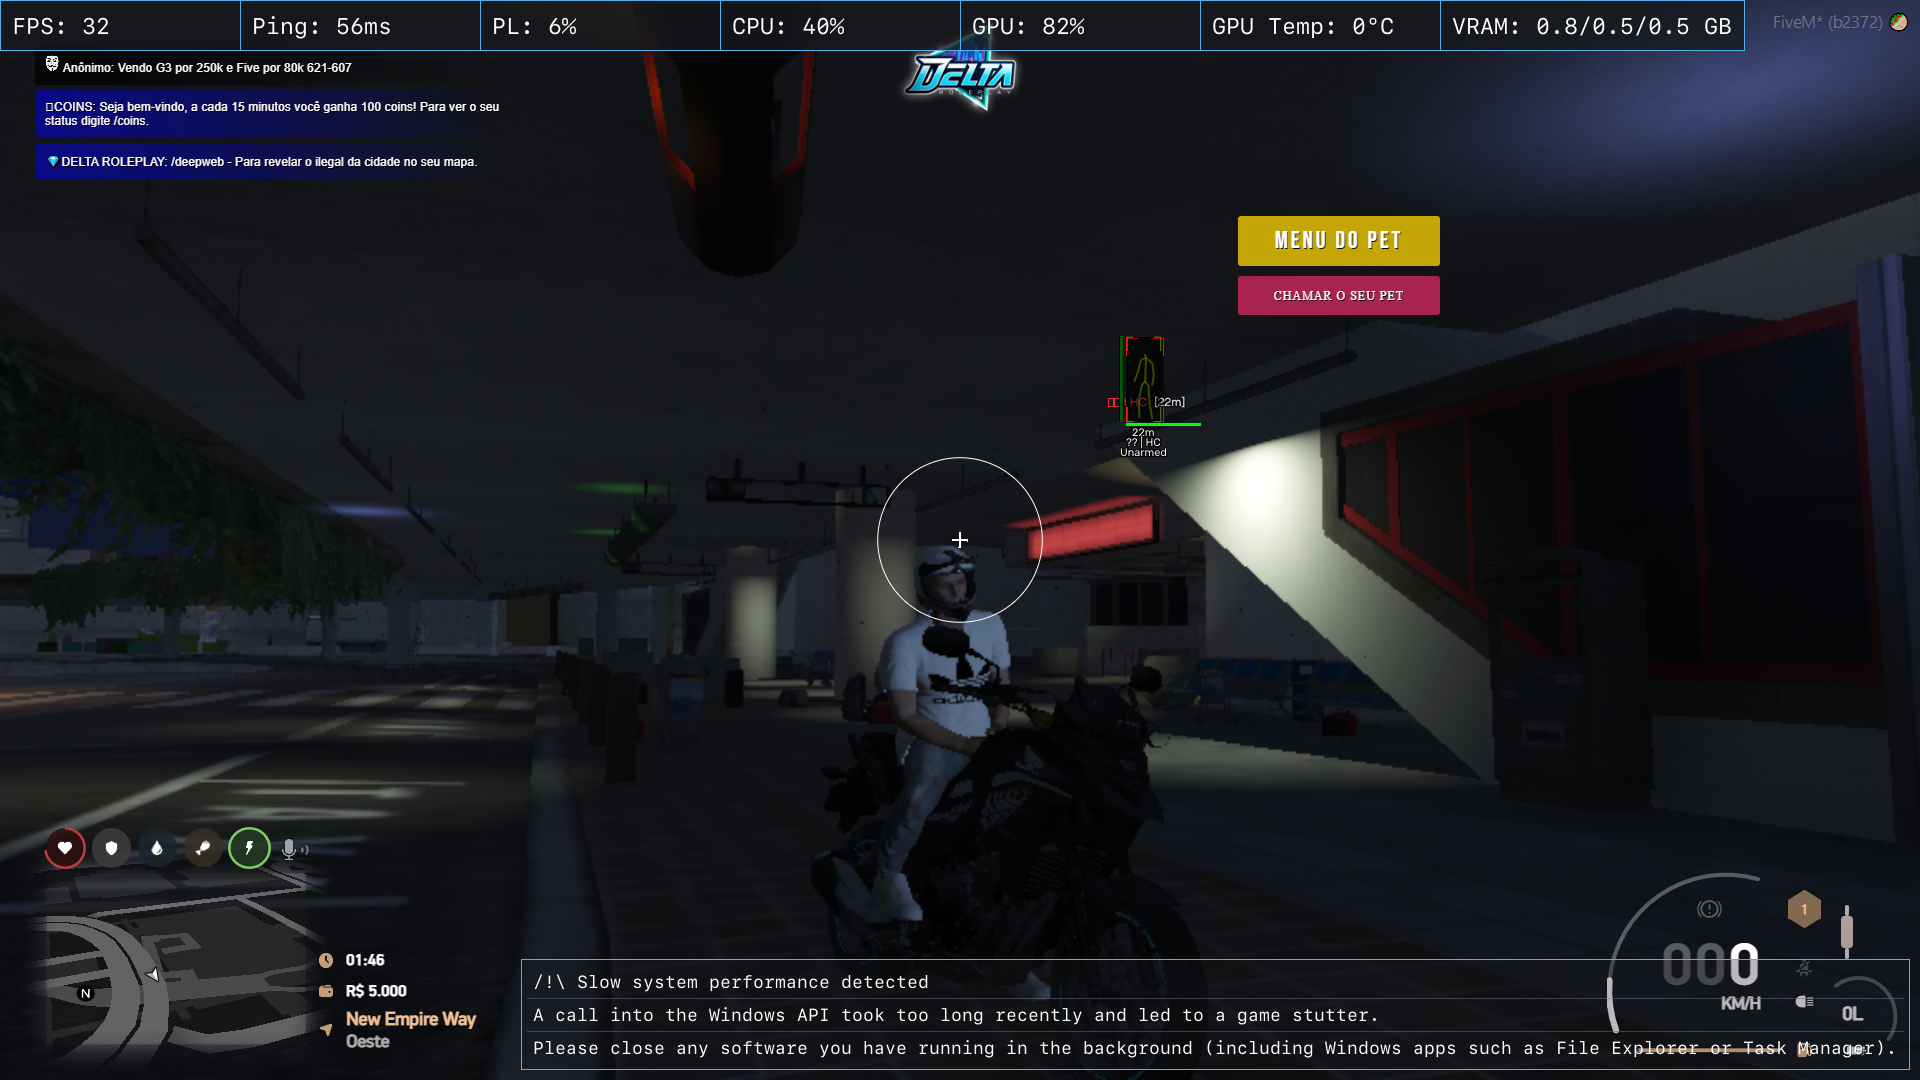 FPS: 32
Ping: 56ms
PL: 6%
CPU: 40%
GPU: 82%
GPU Temp: 0°C
VRAM: 0.8/0.5/0.5 GB
FiveM* (b2372)
Anônimo: Vendo G3 por 250k e Five por 80k 621-607
COINS: Seja bem-vindo, a cada 15 minutos você ganha 100 coins! Para ver o seu
status digite /coins.
DELTA ROLEPLAY: /deepweb - Para revelar o ilegal da cidade no seu mapa.
DELTA
ROLEPLAY
MENU DO PET
CHAMAR O SEU PET
HC [22m]
22m
?? | HC
Unarmed
01:46
R$ 5.000
New Empire Way
Oeste
N
1
000
KM/H
0L
/!\ Slow system performance detected
A call into the Windows API took too long recently and led to a game stutter.
Please close any software you have running in the background (including Windows apps such as File Explorer or Task Manager).